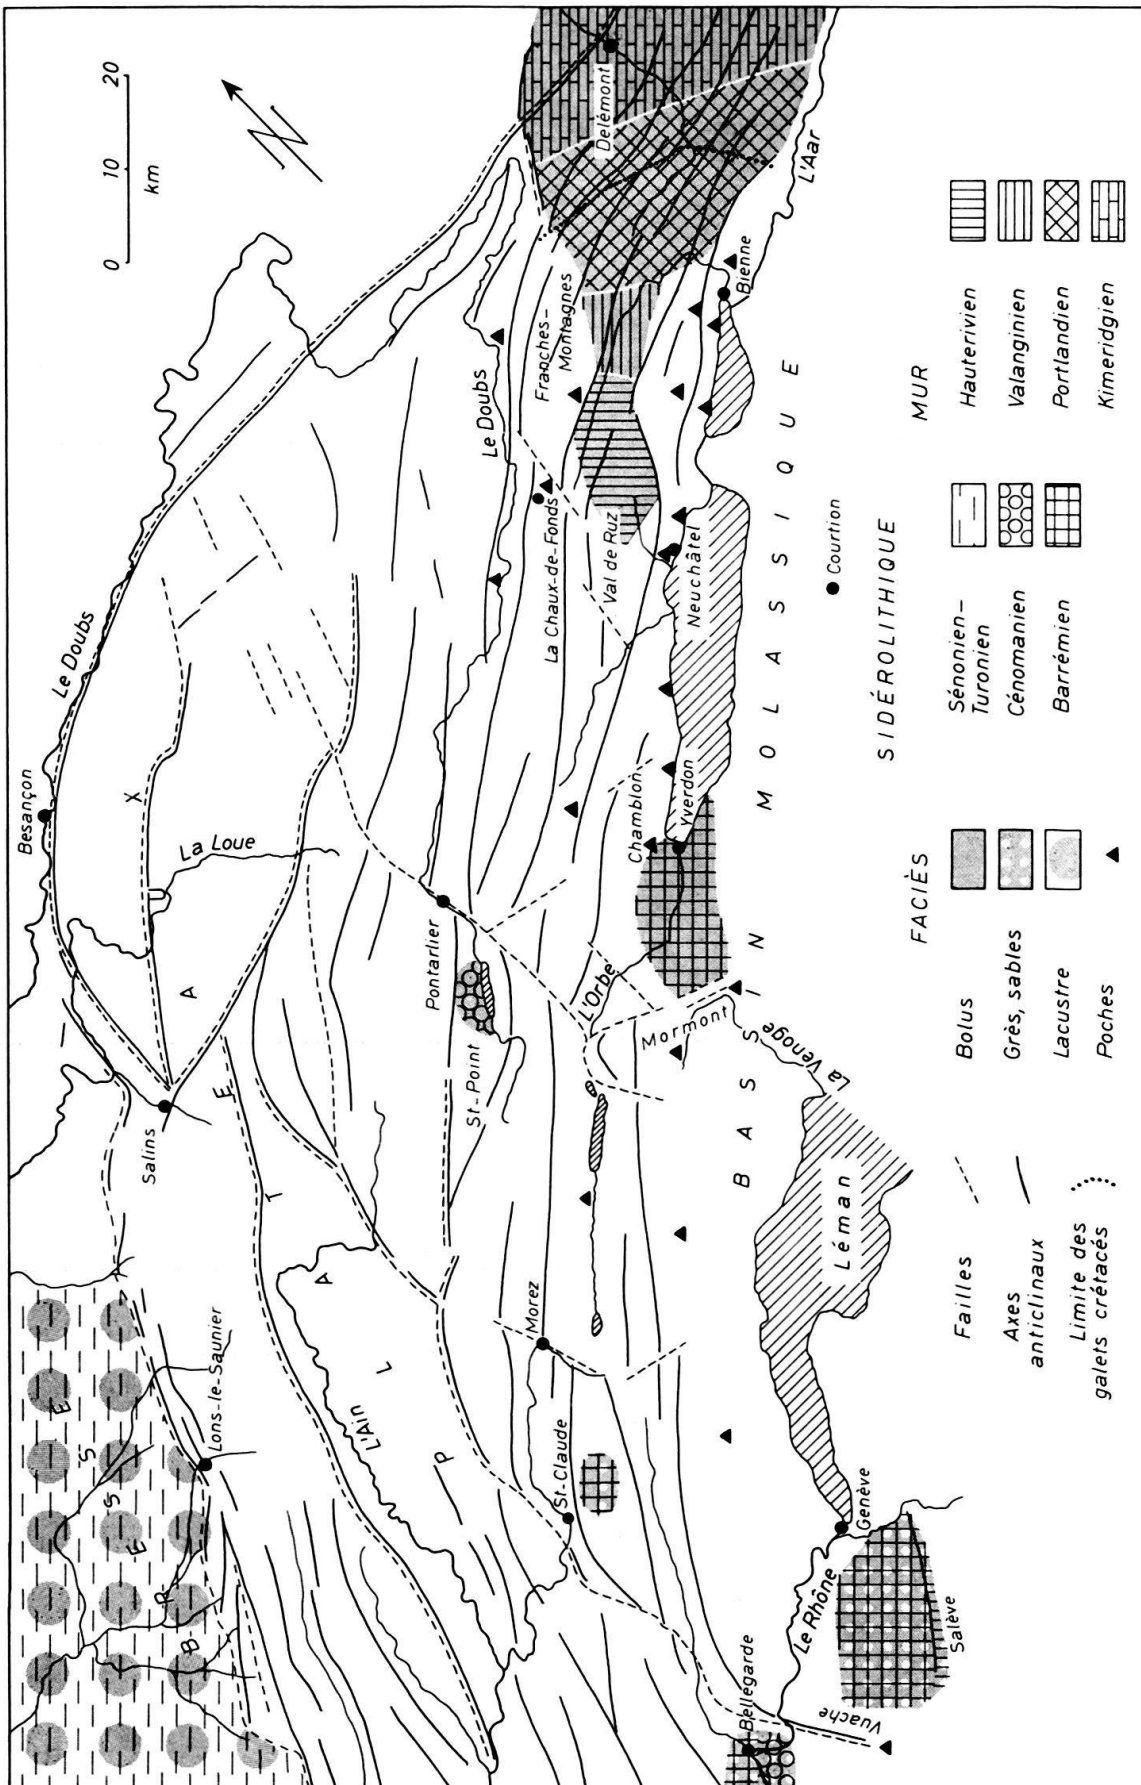 0 10 20
km
N
Besançon
Le Doubs
Le Doubs
La Loue
Salins
Pontarlier
St-Point
Lons-le-Saunier
L'Ain
Morez
St-Claude
Bellegarde
Vuache
Le Rhône
Genève
Salève
Léman
La Venoge
Mormont
L'Orbe
Chamblon
Yverdon
Neuchâtel
Val de Ruz
La Chaux-de-Fonds
Franches-
Montagnes
Delémont
Bienne
L'Aar
Courtion
BRESSE
PLATEAUX
BASSIN MOLASSIQUE
SIDÉROLITHIQUE
FACIÈS
MUR
Failles
Axes
anticlinaux
Limite des
galets crétacés
Bolus
Grès, sables
Lacustre
Poches
Sénonien-
Turonien
Cénomanien
Barrémien
Hauterivien
Valanginien
Portlandien
Kimeridgien